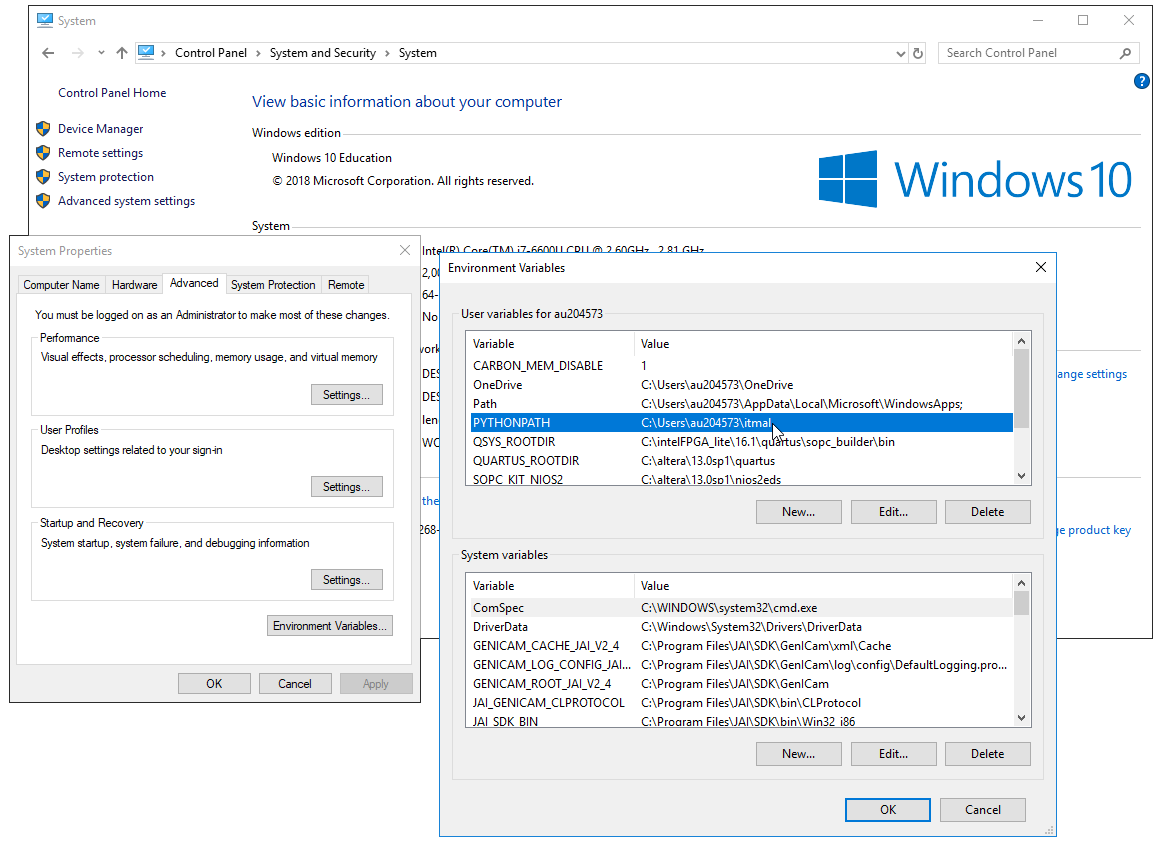 System
Control Panel > System and Security > System
Search Control Panel
Control Panel Home
Device Manager
Remote settings
System protection
Advanced system settings
?
View basic information about your computer
Windows edition
Windows 10 Education
© 2018 Microsoft Corporation. All rights reserved.
Windows 10
System
Intel(R) Core(TM) i7-6600U CPU @ 2.60GHz 2.81 GHz
2,00
64-
No
work
DES
DES
len
WO
ange settings
the
268-
ge product key
System Properties
Computer Name
Hardware
Advanced
System Protection
Remote
You must be logged on as an Administrator to make most of these changes.
Performance
Visual effects, processor scheduling, memory usage, and virtual memory
Settings...
User Profiles
Desktop settings related to your sign-in
Settings...
Startup and Recovery
System startup, system failure, and debugging information
Settings...
Environment Variables...
OK
Cancel
Apply
Environment Variables
User variables for au204573
Variable Value
CARBON_MEM_DISABLE 1
OneDrive C:\Users\au204573\OneDrive
Path C:\Users\au204573\AppData\Local\Microsoft\WindowsApps;
PYTHONPATH C:\Users\au204573\itmal
QSYS_ROOTDIR C:\intelFPGA_lite\16.1\quartus\sopc_builder\bin
QUARTUS_ROOTDIR C:\altera\13.0sp1\quartus
SOPC_KIT_NIOS2 C:\altera\13.0sp1\nios2eds
New...
Edit...
Delete
System variables
Variable Value
ComSpec C:\WINDOWS\system32\cmd.exe
DriverData C:\Windows\System32\Drivers\DriverData
GENICAM_CACHE_JAI_V2_4 C:\Program Files\JAI\SDK\GenICam\xml\Cache
GENICAM_LOG_CONFIG_JAI... C:\Program Files\JAI\SDK\GenICam\log\config\DefaultLogging.pro...
GENICAM_ROOT_JAI_V2_4 C:\Program Files\JAI\SDK\GenICam
JAI_GENICAM_CLPROTOCOL C:\Program Files\JAI\SDK\bin\CLProtocol
JAI_SDK_BIN C:\Program Files\JAI\SDK\bin\Win32_i86
New...
Edit...
Delete
OK
Cancel